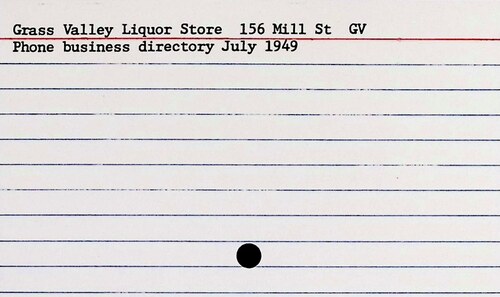 Grass Valley Liquor Store  156 Mill St  GV
Phone business directory July 1949